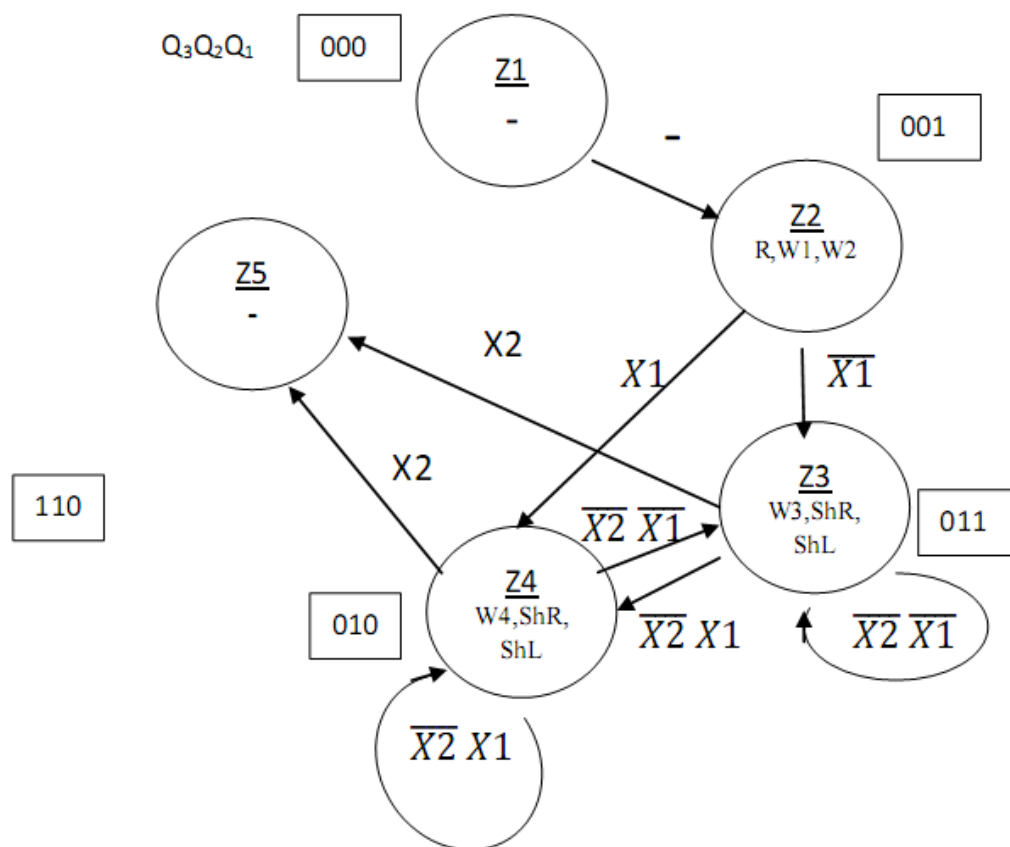 Q₃Q₂Q₁
000
Z1
-
-
001
Z2
R,W1,W2
Z5
-
X2
X1
X̅1̅
X2
110
Z3
W3,ShR,
ShL
011
X̅2̅ X̅1̅
Z4
W4,ShR,
ShL
010
X̅2̅ X1
X̅2̅ X̅1̅
X̅2̅ X1